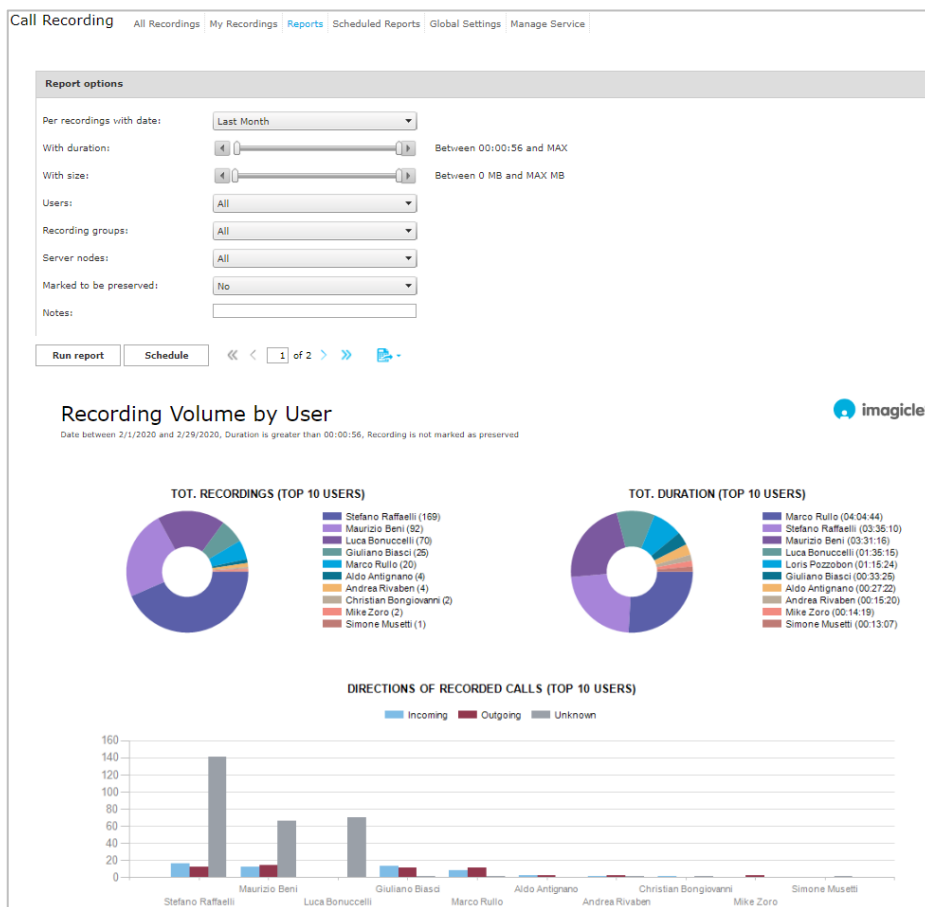 Call Recording
All Recordings My Recordings Reports Scheduled Reports Global Settings Manage Service
Report options
Per recordings with date: Last Month
With duration: Between 00:00:56 and MAX
With size: Between 0 MB and MAX MB
Users: All
Recording groups: All
Server nodes: All
Marked to be preserved: No
Notes:
Run report Schedule 1 of 2
Recording Volume by User
imagicle
Date between 2/1/2020 and 2/29/2020, Duration is greater than 00:00:56, Recording is not marked as preserved
TOT. RECORDINGS (TOP 10 USERS)
Stefano Raffaelli (169)
Maurizio Beni (92)
Luca Bonuccelli (70)
Giuliano Biasci (25)
Marco Rullo (20)
Aldo Antignano (4)
Andrea Rivaben (4)
Christian Bongiovanni (2)
Mike Zoro (2)
Simone Musetti (1)
TOT. DURATION (TOP 10 USERS)
Marco Rullo (04:04:44)
Stefano Raffaelli (03:35:10)
Maurizio Beni (03:31:16)
Luca Bonuccelli (01:35:15)
Loris Pozzobon (01:15:24)
Giuliano Biasci (00:33:25)
Aldo Antignano (00:27:22)
Andrea Rivaben (00:15:20)
Mike Zoro (00:14:19)
Simone Musetti (00:13:07)
DIRECTIONS OF RECORDED CALLS (TOP 10 USERS)
Incoming Outgoing Unknown
160
140
120
100
80
60
40
20
0
Maurizio Beni Giuliano Biasci Aldo Antignano Christian Bongiovanni Simone Musetti
Stefano Raffaelli Luca Bonuccelli Marco Rullo Andrea Rivaben Mike Zoro